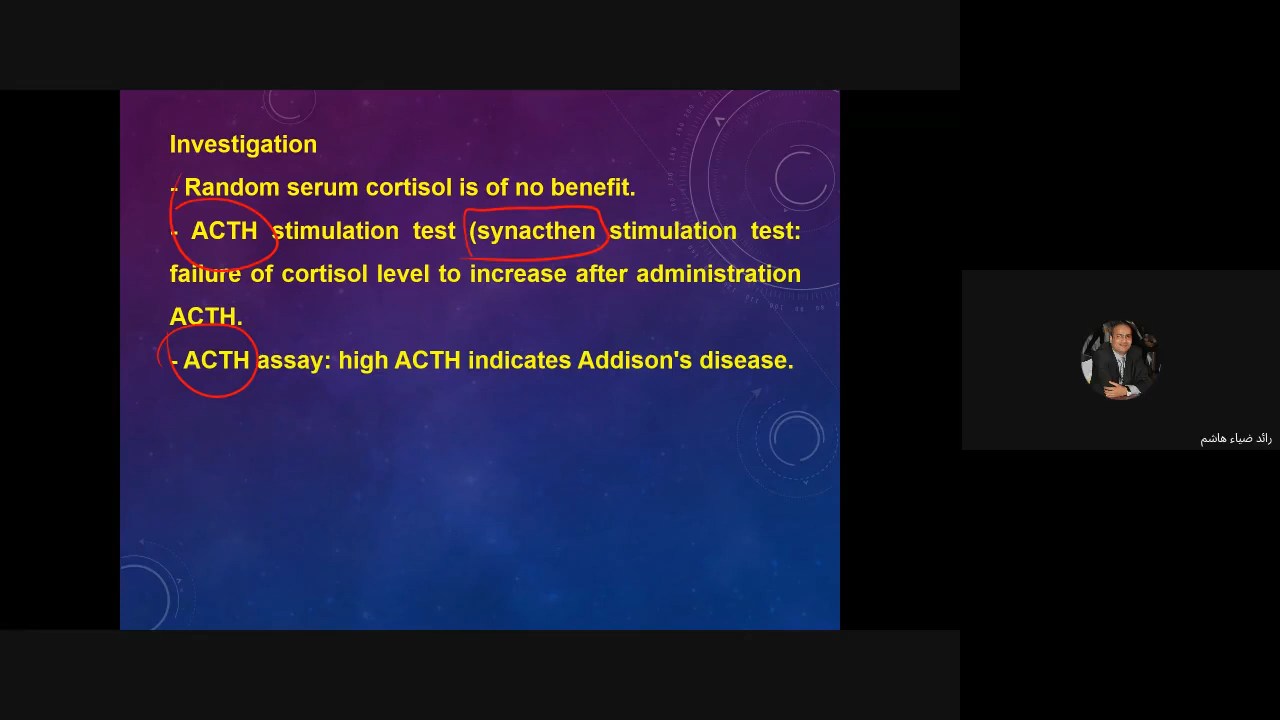 Investigation
- Random serum cortisol is of no benefit.
- ACTH stimulation test (synacthen stimulation test:
failure of cortisol level to increase after administration
ACTH.
- ACTH assay: high ACTH indicates Addison's disease.
رائد ضياء هاشم